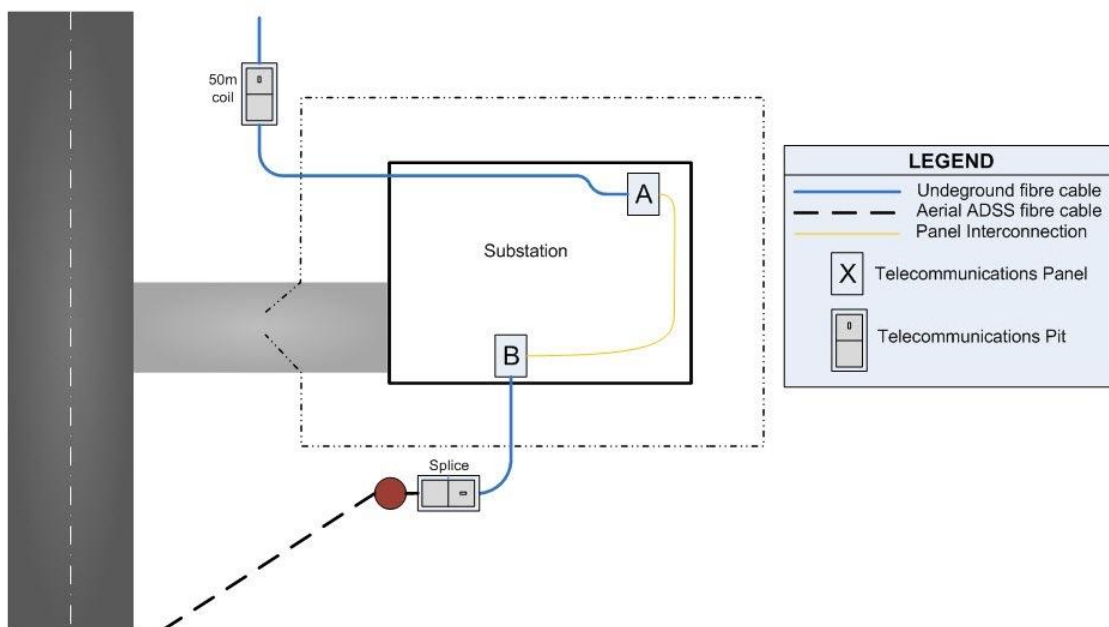 50m
coil
A
Substation
B
Splice
LEGEND
Undeground fibre cable
Aerial ADSS fibre cable
Panel Interconnection
X
Telecommunications Panel
Telecommunications Pit